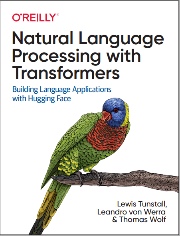 O'REILLY®
Natural Language
Processing with
Transformers
Building Language Applications
with Hugging Face
Lewis Tunstall,
Leandro von Werra
& Thomas Wolf